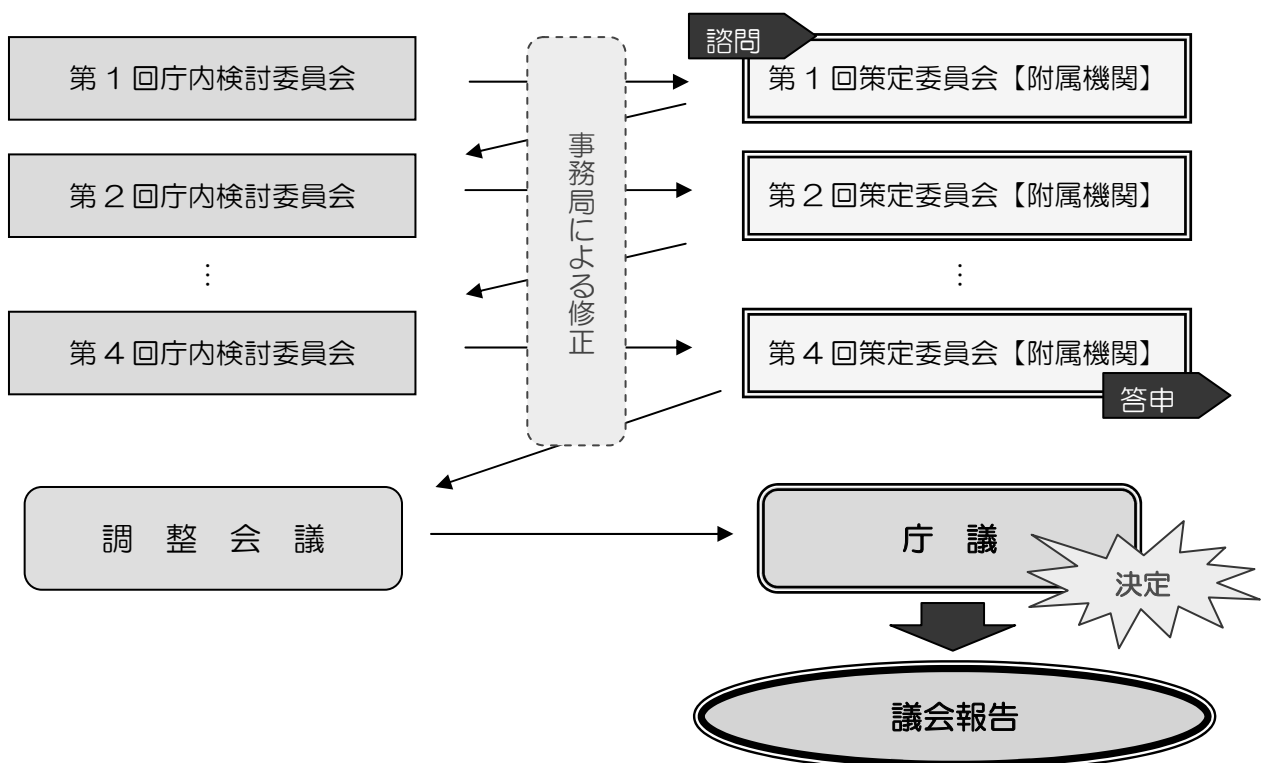 諮問
第1回庁内検討委員会
第1回策定委員会【附属機関】
事務局による修正
第2回庁内検討委員会
第2回策定委員会【附属機関】
⋮
⋮
第4回庁内検討委員会
第4回策定委員会【附属機関】
答申
調 整 会 議
庁 議
決定
議会報告